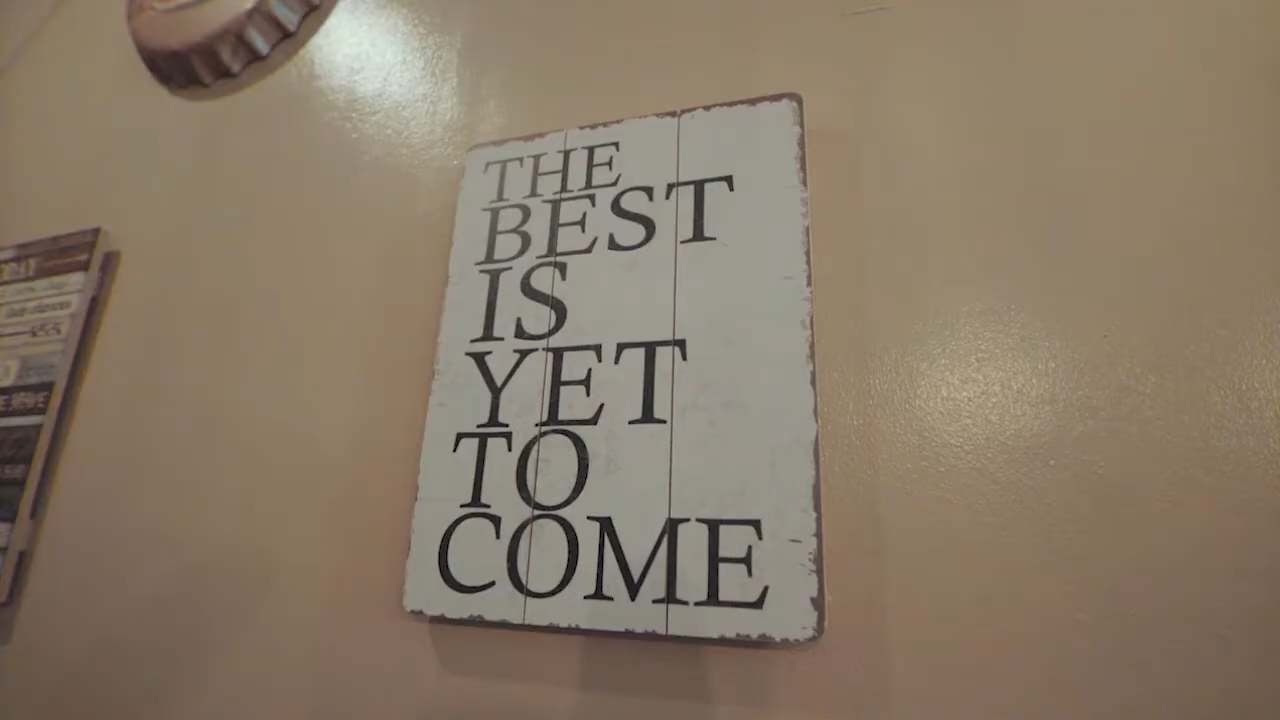 THE
BEST
IS
YET
TO
COME